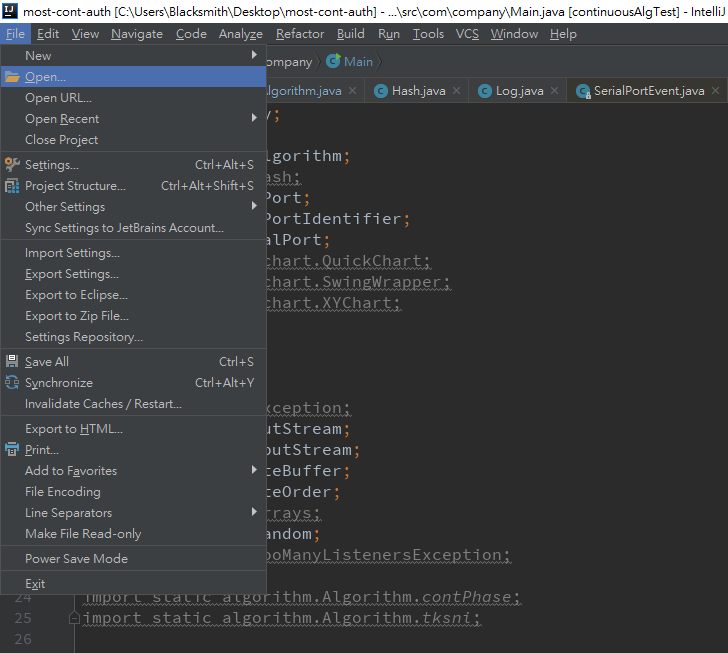 most-cont-auth [C:\Users\Blacksmith\Desktop\most-cont-auth] - ...\src\com\company\Main.java [continuousAlgTest] - IntelliJ
File Edit View Navigate Code Analyze Refactor Build Run Tools VCS Window Help
New
ompany Main
Open...
lgorithm.java Hash.java Log.java SerialPortEvent.java
Open URL...
Open Recent
y;
Close Project
lgorithm;
Settings... Ctrl+Alt+S
ash;
Project Structure... Ctrl+Alt+Shift+S
Port;
Other Settings
PortIdentifier;
Sync Settings to JetBrains Account...
alPort;
Import Settings...
chart.QuickChart;
Export Settings...
chart.SwingWrapper;
Export to Eclipse...
chart.XYChart;
Export to Zip File...
Settings Repository...
Save All Ctrl+S
Synchronize Ctrl+Alt+Y
Invalidate Caches / Restart...
xception;
Export to HTML...
utStream;
Print...
putStream;
Add to Favorites
teBuffer;
File Encoding
teOrder;
Line Separators
rrays;
Make File Read-only
andom;
Power Save Mode
ooManyListenersException;
Exit
24 import static algorithm.Algorithm.contPhase;
25 import static algorithm.Algorithm.tksni;
26